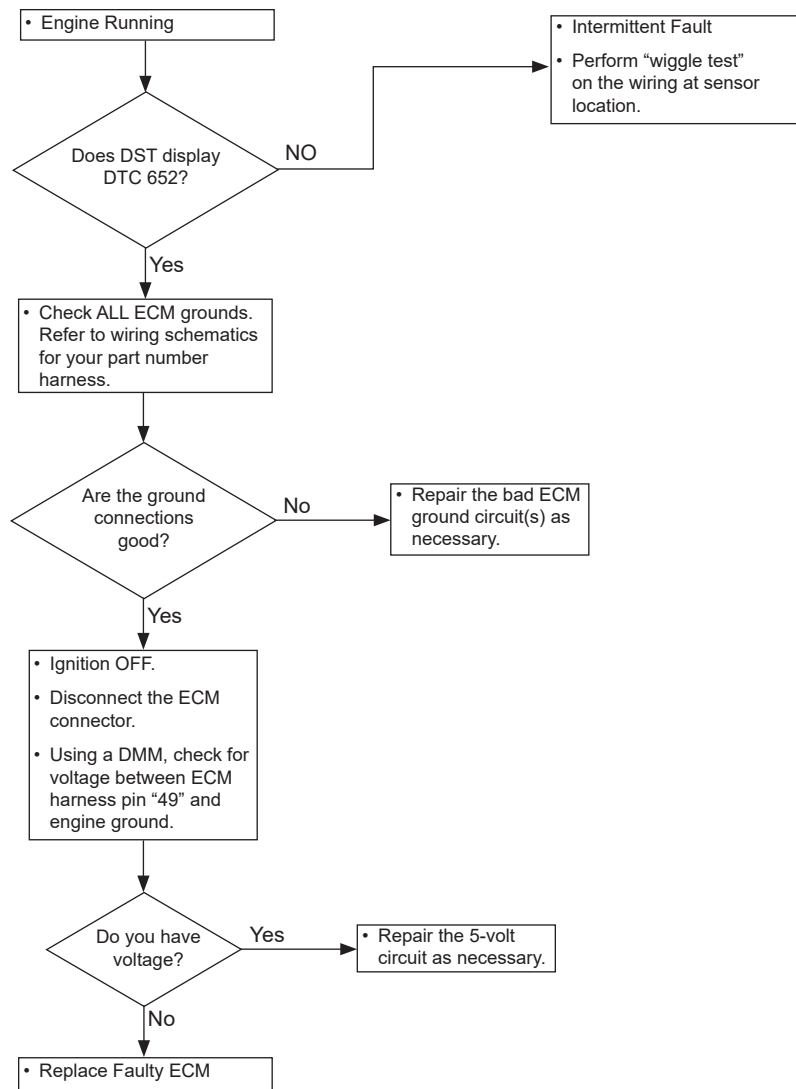 • Engine Running
• Intermittent Fault
• Perform “wiggle test”
on the wiring at sensor
location.
Does DST display
DTC 652?
NO
Yes
• Check ALL ECM grounds.
Refer to wiring schematics
for your part number
harness.
Are the ground
connections
good?
No
• Repair the bad ECM
ground circuit(s) as
necessary.
Yes
• Ignition OFF.
• Disconnect the ECM
connector.
• Using a DMM, check for
voltage between ECM
harness pin “49” and
engine ground.
Do you have
voltage?
Yes
• Repair the 5-volt
circuit as necessary.
No
• Replace Faulty ECM